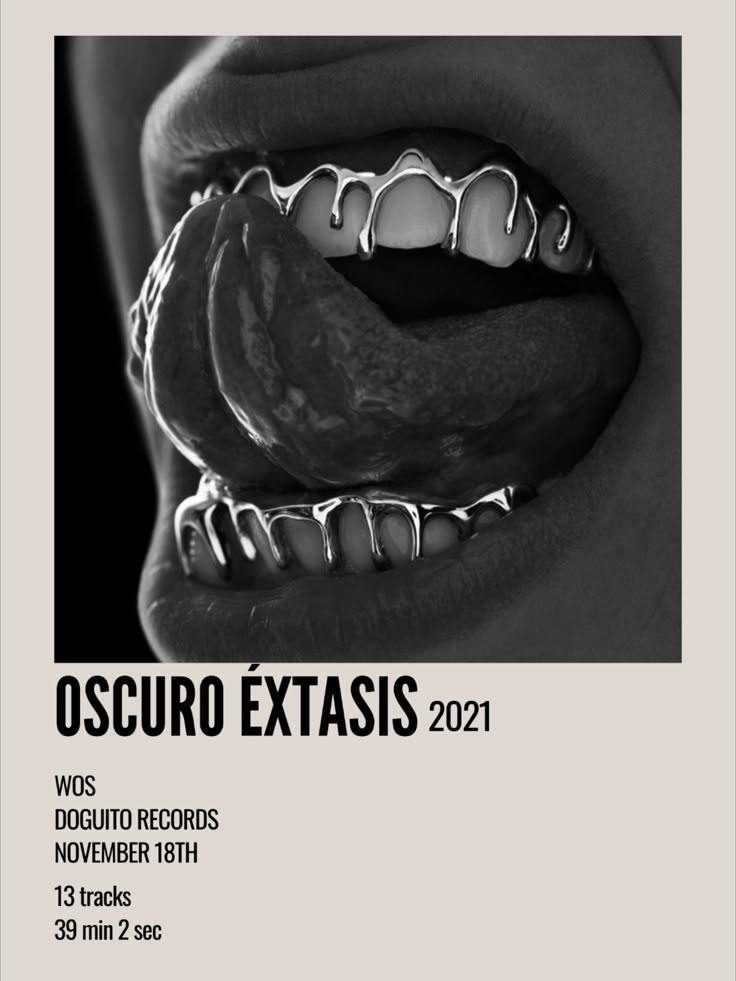 OSCURO ÉXTASIS 2021
WOS
DOGUITO RECORDS
NOVEMBER 18TH
13 tracks
39 min 2 sec